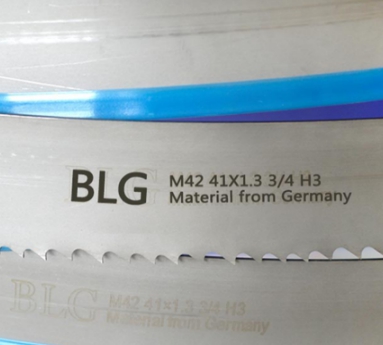 BLG M42 41X1.3 3/4 H3
Material from Germany
BLG M42 41x1.3 3/4 H3
Material from Germany